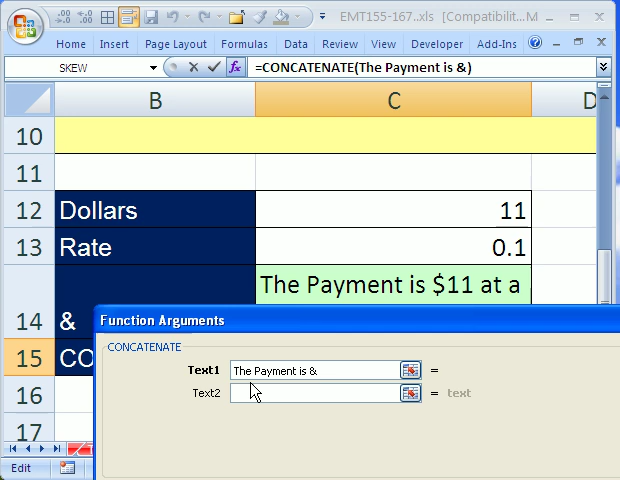 EMT155-167..xls [Compatibilit... M
Home Insert Page Layout Formulas Data Review Developer Add-Ins
SKEW fx =CONCATENATE(The Payment is &)
B C D
10
11
12 Dollars 11
13 Rate 0.1
The Payment is $11 at a
14 &
15 CO
16
17
Function Arguments
CONCATENATE
Text1 The Payment is & =
Text2 = text
Edit